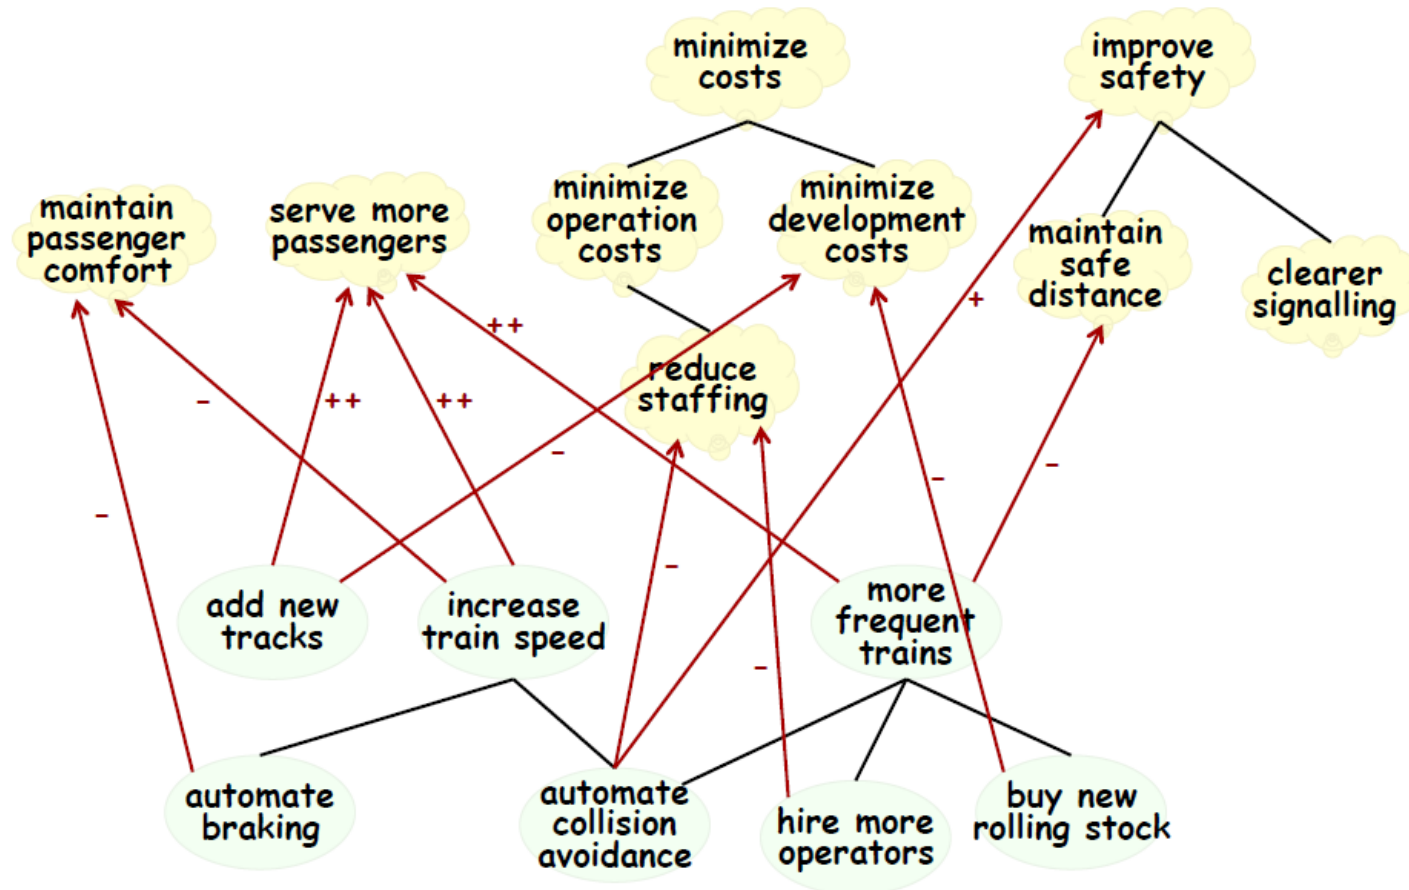 minimize
costs
improve
safety
maintain
passenger
comfort
serve more
passengers
minimize
operation
costs
minimize
development
costs
maintain
safe
distance
clearer
signalling
+
++
reduce
staffing
-
++
++
-
-
-
-
-
-
add new
tracks
increase
train speed
more
frequent
trains
automate
braking
automate
collision
avoidance
hire more
operators
buy new
rolling stock